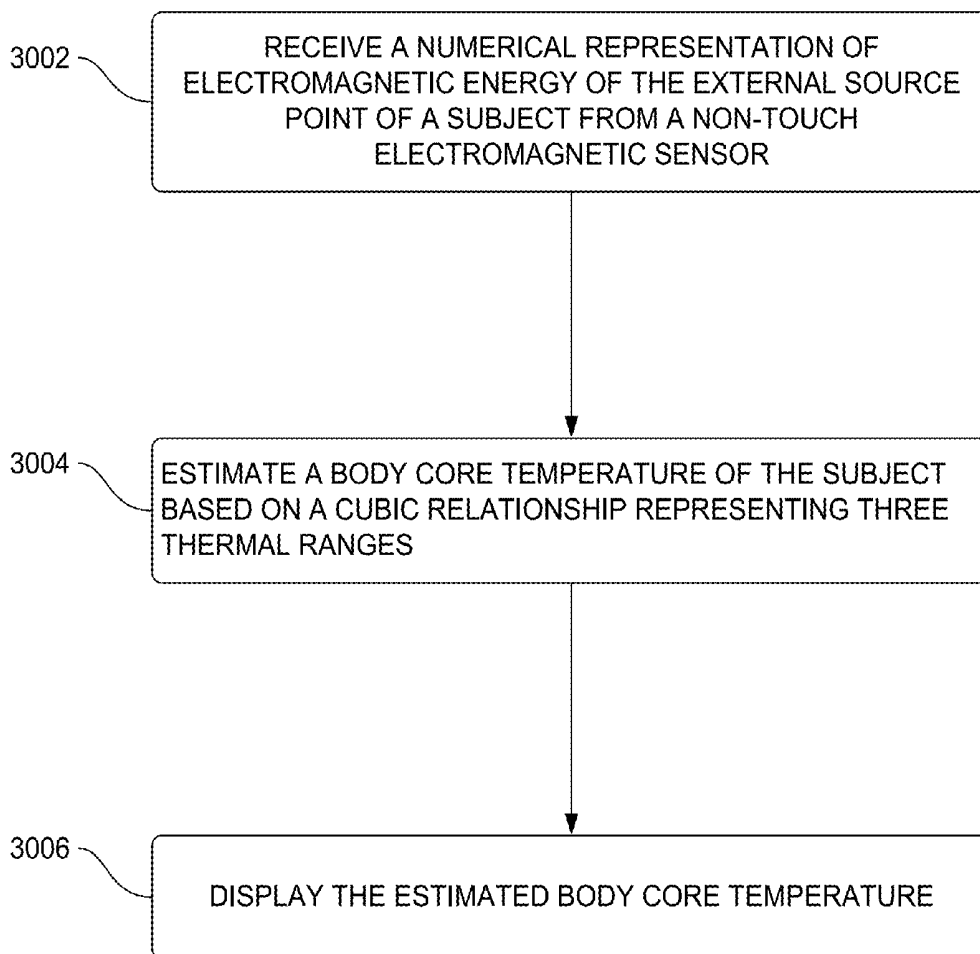 3002
RECEIVE A NUMERICAL REPRESENTATION OF
ELECTROMAGNETIC ENERGY OF THE EXTERNAL SOURCE
POINT OF A SUBJECT FROM A NON-TOUCH
ELECTROMAGNETIC SENSOR
3004
ESTIMATE A BODY CORE TEMPERATURE OF THE SUBJECT
BASED ON A CUBIC RELATIONSHIP REPRESENTING THREE
THERMAL RANGES
3006
DISPLAY THE ESTIMATED BODY CORE TEMPERATURE